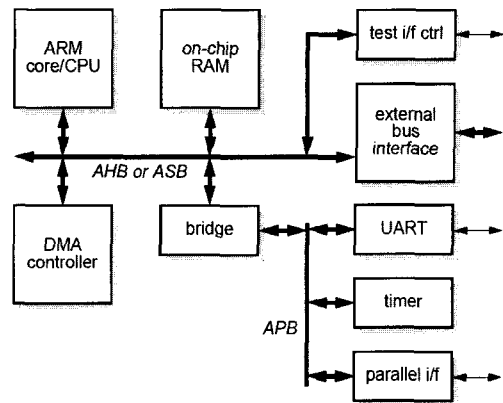 ARM
core/CPU
on-chip
RAM
test i/f ctrl
external
bus
interface
AHB or ASB
DMA
controller
bridge
UART
timer
APB
parallel i/f